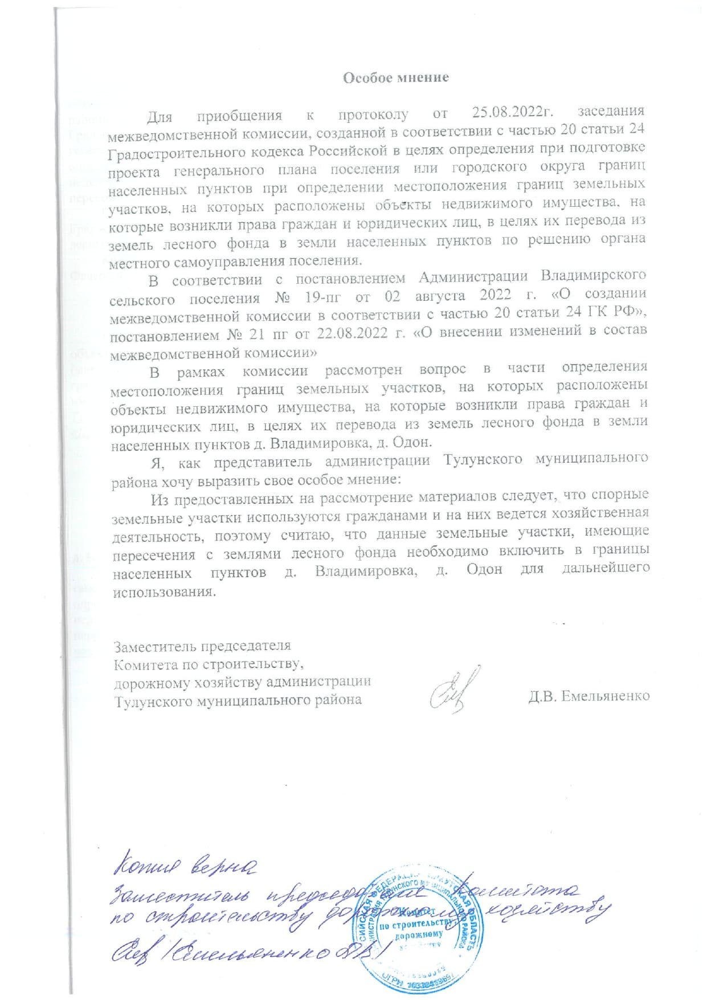 Особое мнение
Для приобщения к протоколу от 25.08.2022г. заседания
межведомственной комиссии, созданной в соответствии с частью 20 статьи 24
Градостроительного кодекса Российской в целях определения при подготовке
проекта генерального плана поселения или городского округа границ
населенных пунктов при определении местоположения границ земельных
участков, на которых расположены объекты недвижимого имущества, на
которые возникли права граждан и юридических лиц, в целях их перевода из
земель лесного фонда в земли населенных пунктов по решению органа
местного самоуправления поселения.
В соответствии с постановлением Администрации Владимирского
сельского поселения № 19-пг от 02 августа 2022 г. «О создании
межведомственной комиссии в соответствии с частью 20 статьи 24 ГК РФ»,
постановлением № 21 пг от 22.08.2022 г. «О внесении изменений в состав
межведомственной комиссии»
В рамках комиссии рассмотрен вопрос в части определения
местоположения границ земельных участков, на которых расположены
объекты недвижимого имущества, на которые возникли права граждан и
юридических лиц, в целях их перевода из земель лесного фонда в земли
населенных пунктов д. Владимировка, д. Одон.
Я, как представитель администрации Тулунского муниципального
района хочу выразить свое особое мнение:
Из предоставленных на рассмотрение материалов следует, что спорные
земельные участки используются гражданами и на них ведется хозяйственная
деятельность, поэтому считаю, что данные земельные участки, имеющие
пересечения с землями лесного фонда необходимо включить в границы
населенных пунктов д. Владимировка, д. Одон для дальнейшего
использования.
Заместитель председателя
Комитета по строительству,
дорожному хозяйству администрации
Тулунского муниципального района
Д.В. Емельяненко
Копия верна
Заместитель председателя Комитета
по строительству дорожному хозяйству
/Емельяненко Д.В./
Комитет
по строительству,
дорожному